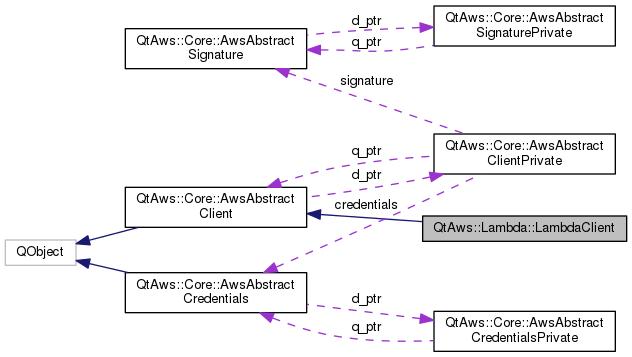 d_ptr
QtAws::Core::AwsAbstract
SignaturePrivate
QtAws::Core::AwsAbstract
Signature
q_ptr
signature
QtAws::Core::AwsAbstract
ClientPrivate
q_ptr
d_ptr
QtAws::Core::AwsAbstract
Client
credentials
QtAws::Lambda::LambdaClient
QObject
QtAws::Core::AwsAbstract
Credentials
d_ptr
q_ptr
QtAws::Core::AwsAbstract
CredentialsPrivate